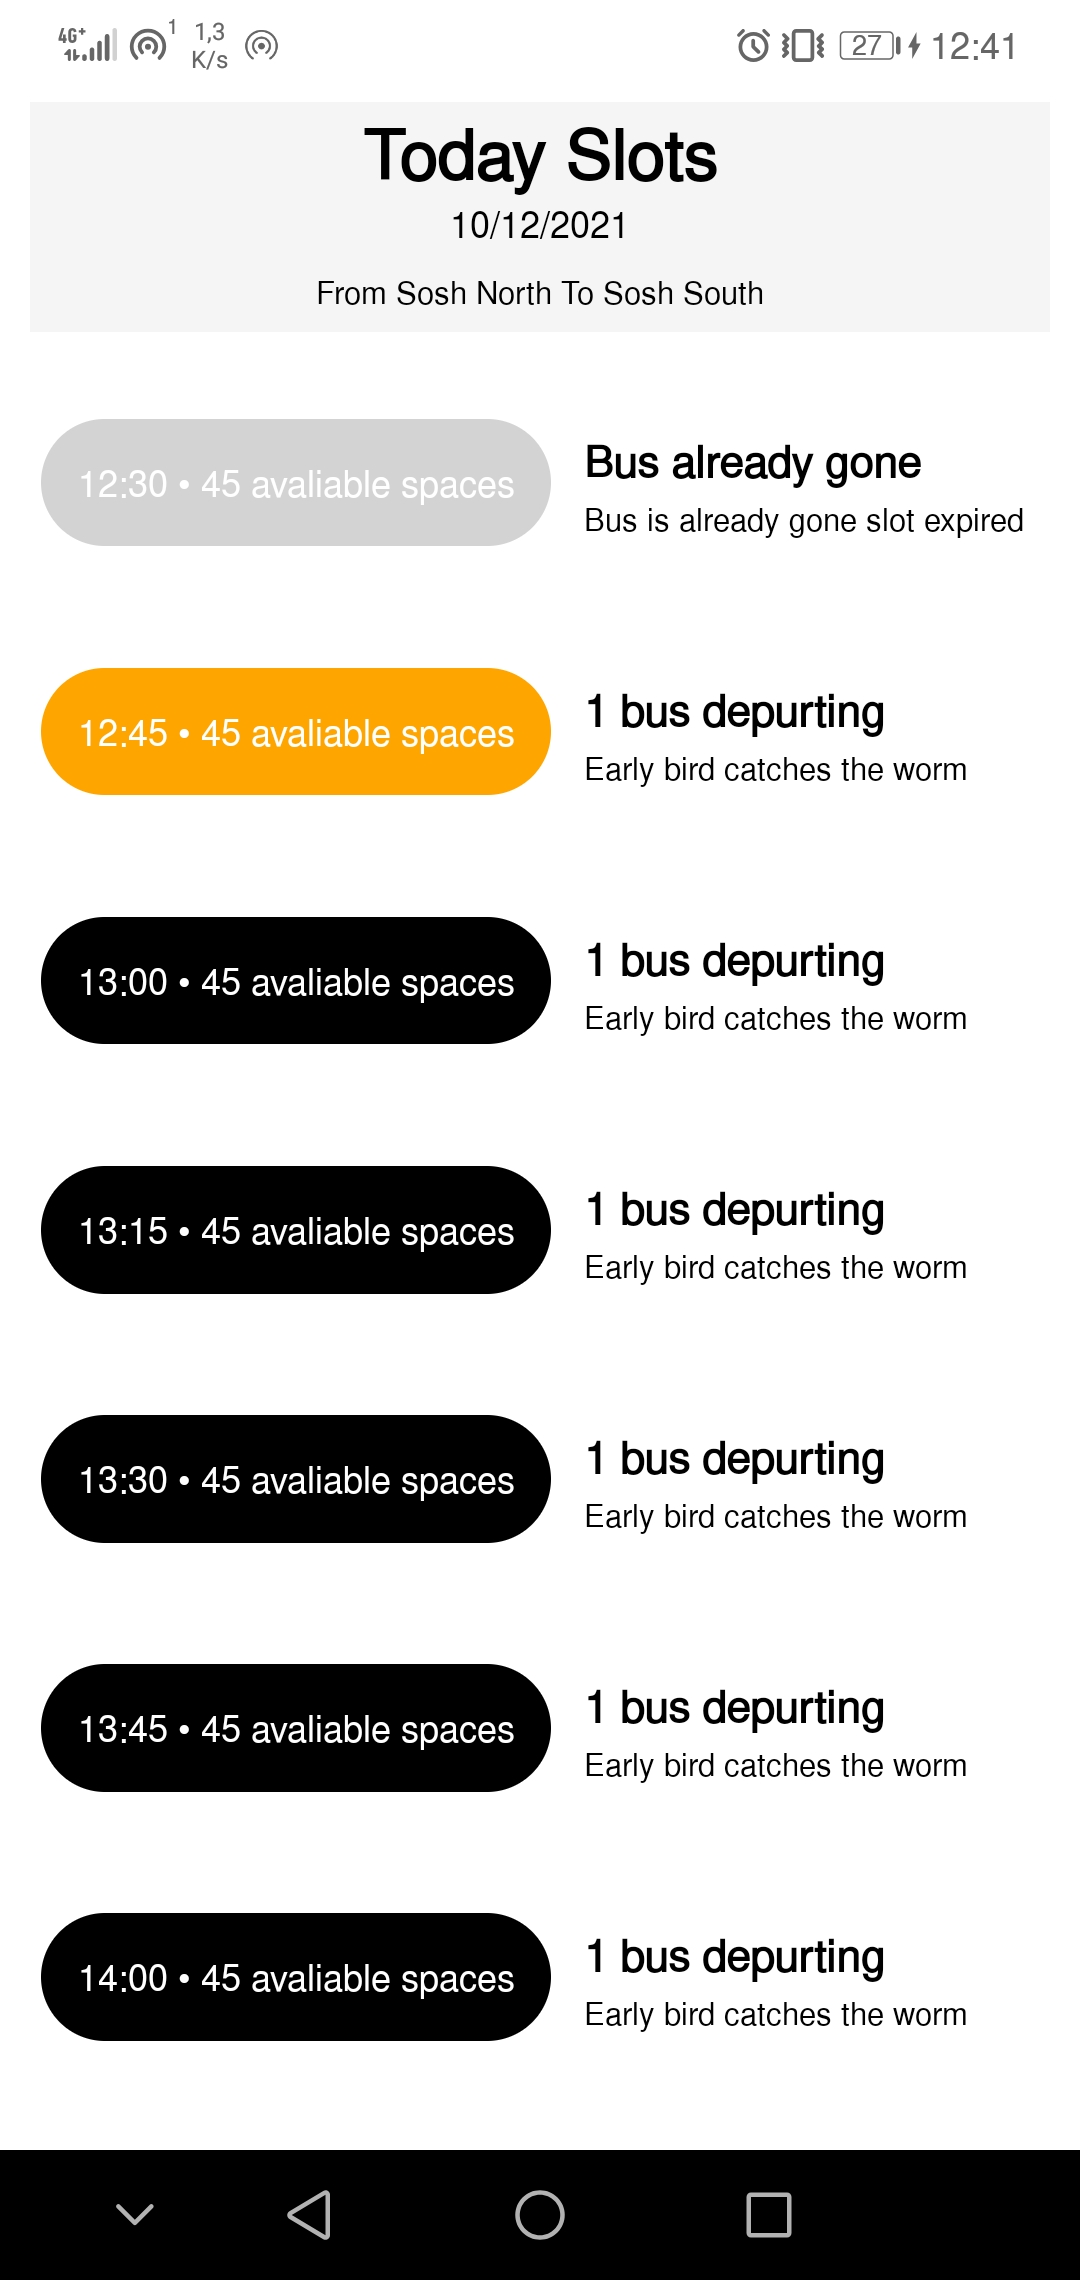 4G+ 1 1,3 K/s 27 12:41
Today Slots
10/12/2021
From Sosh North To Sosh South
12:30 • 45 avaliable spaces
Bus already gone
Bus is already gone slot expired
12:45 • 45 avaliable spaces
1 bus depurting
Early bird catches the worm
13:00 • 45 avaliable spaces
1 bus depurting
Early bird catches the worm
13:15 • 45 avaliable spaces
1 bus depurting
Early bird catches the worm
13:30 • 45 avaliable spaces
1 bus depurting
Early bird catches the worm
13:45 • 45 avaliable spaces
1 bus depurting
Early bird catches the worm
14:00 • 45 avaliable spaces
1 bus depurting
Early bird catches the worm